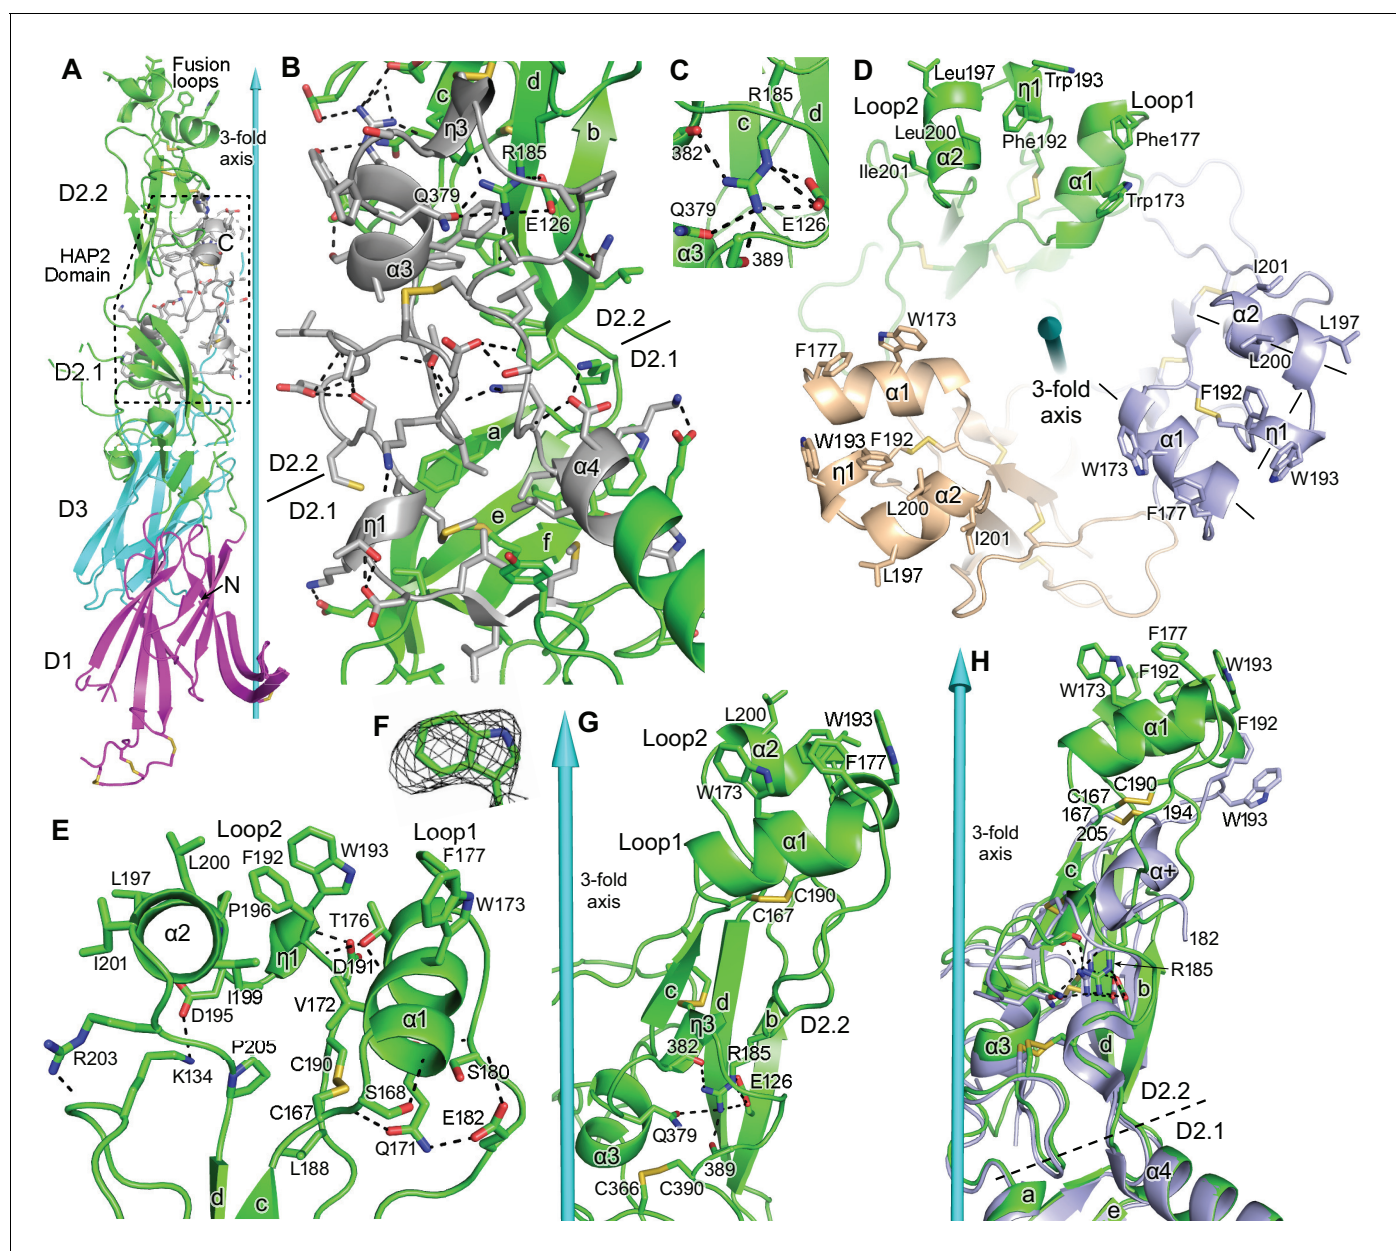 A
Fusion
loops
3-fold
axis
D2.2
C
HAP2
Domain
D2.1
D3
N
D1
B
c
d
η3
b
R185
Q379
E126
α3
D2.2
D2.1
a
α4
D2.2
D2.1
e
η1
f
C
R185
d
c
382
Q379
E126
α3
389
D
Leu197
Trp193
η1
Loop2
Loop1
Leu200
Phe192
Phe177
α2
Ile201
α1
Trp173
W173
F177
α1
3-fold
axis
W193
F192
η1
α2
L200
I201
L197
I201
α2
L197
L200
F192
α1
η1
W173
W193
F177
E
Loop2
Loop1
L200
F192
W193
F177
L197
P196
T176
W173
α2
η1
D191
I201
I199
V172
D195
α1
R203
P205
C190
S180
K134
S168
C167
E182
Q171
L188
d
c
F
G
L200
W193
Loop2
α2
F177
W173
Loop1
α1
3-fold
axis
C190
C167
c
d
b
D2.2
η3
382
R185
E126
Q379
α3
389
C366
C390
H
F177
W193
F192
W173
α1
F192
C190
C167
W193
167
194
205
3-fold
axis
c
α+
182
R185
b
α3
d
D2.2
D2.1
α4
a
e